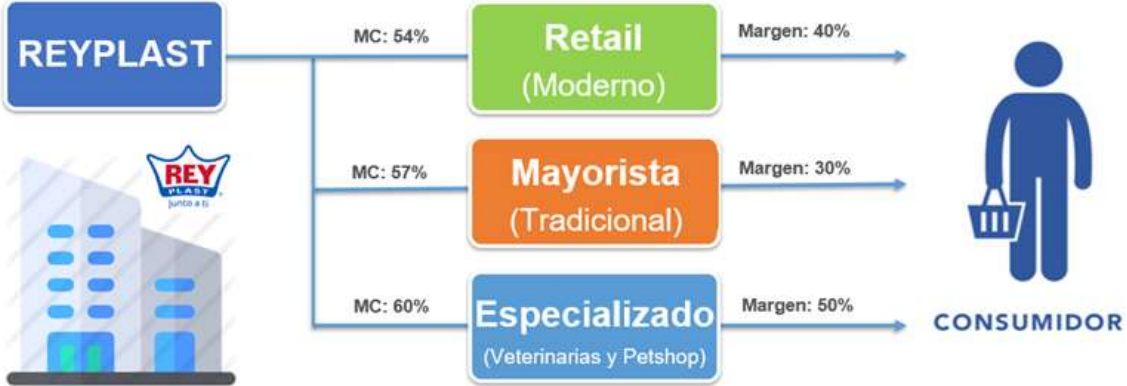 REYPLAST
MC: 54%
Retail
(Moderno)
Margen: 40%
REY
PLAST
junto a ti
MC: 57%
Mayorista
(Tradicional)
Margen: 30%
MC: 60%
Especializado
(Veterinarias y Petshop)
Margen: 50%
CONSUMIDOR